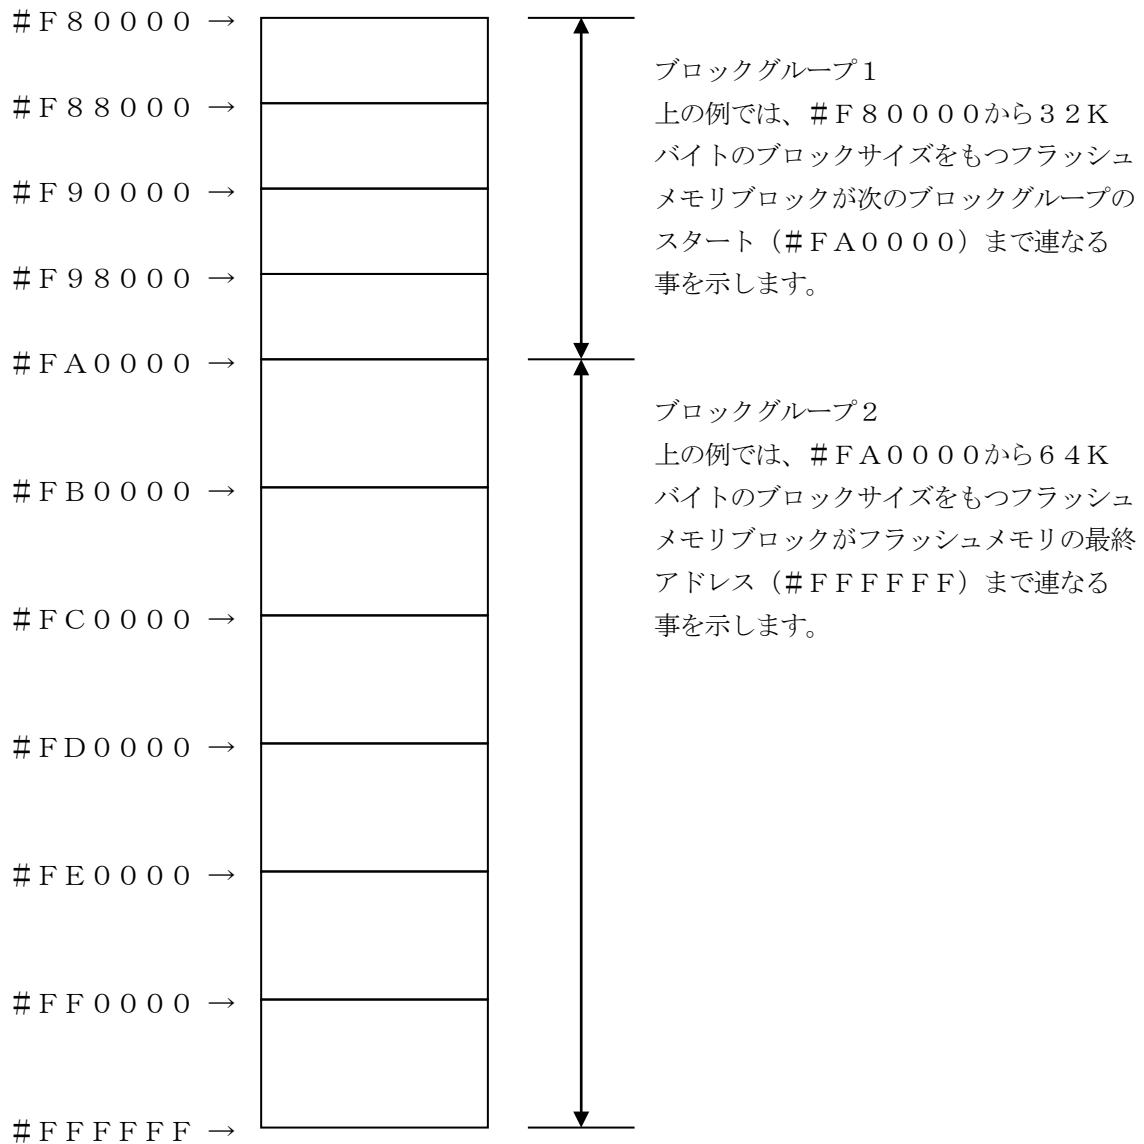 ＃Ｆ８００００ →
ブロックグループ１
上の例では、＃Ｆ８００００から３２Ｋ
＃Ｆ８８０００ →
バイトのブロックサイズをもつフラッシュ
＃Ｆ９００００ →
メモリブロックが次のブロックグループの
スタート（＃ＦＡ００００）まで連なる
＃Ｆ９８０００ →
事を示します。
＃ＦＡ００００ →
ブロックグループ２
上の例では、＃ＦＡ００００から６４Ｋ
＃ＦＢ００００ →
バイトのブロックサイズをもつフラッシュ
メモリブロックがフラッシュメモリの最終
アドレス（＃ＦＦＦＦＦＦ）まで連なる
＃ＦＣ００００ →
事を示します。
＃ＦＤ００００ →
＃ＦＥ００００ →
＃ＦＦ００００ →
＃ＦＦＦＦＦＦ →